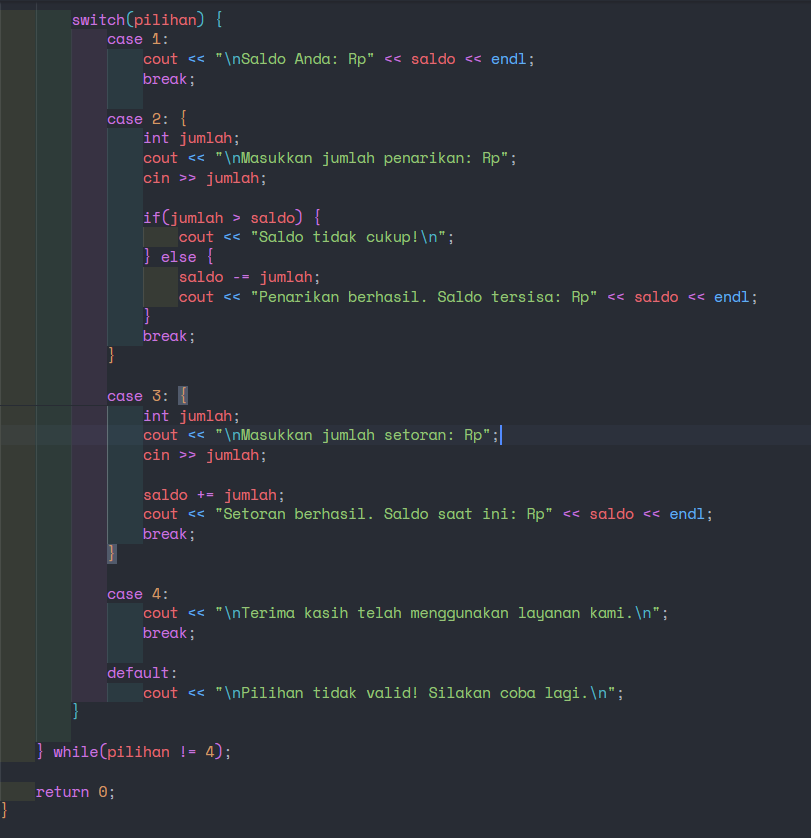 switch(pilihan) {
case 1:
cout << "\nSaldo Anda: Rp" << saldo << endl;
break;
case 2: {
int jumlah;
cout << "\nMasukkan jumlah penarikan: Rp";
cin >> jumlah;
if(jumlah > saldo) {
cout << "Saldo tidak cukup!\n";
} else {
saldo -= jumlah;
cout << "Penarikan berhasil. Saldo tersisa: Rp" << saldo << endl;
}
break;
}
case 3: {
int jumlah;
cout << "\nMasukkan jumlah setoran: Rp";
cin >> jumlah;
saldo += jumlah;
cout << "Setoran berhasil. Saldo saat ini: Rp" << saldo << endl;
break;
}
case 4:
cout << "\nTerima kasih telah menggunakan layanan kami.\n";
break;
default:
cout << "\nPilihan tidak valid! Silakan coba lagi.\n";
}
} while(pilihan != 4);
return 0;
}